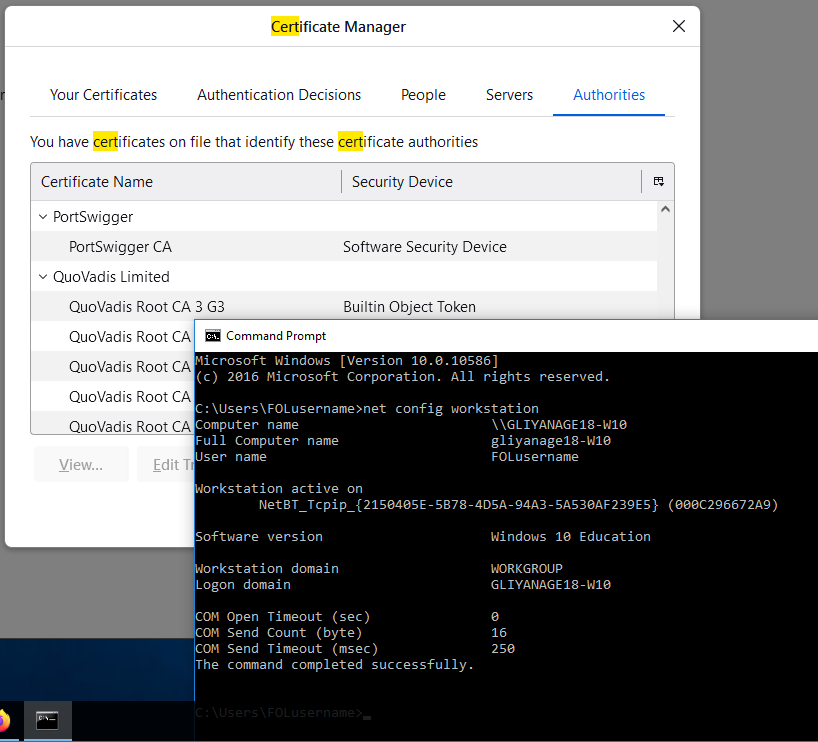 Certificate Manager
Your Certificates Authentication Decisions People Servers Authorities
You have certificates on file that identify these certificate authorities
Certificate Name Security Device
PortSwigger
PortSwigger CA Software Security Device
QuoVadis Limited
QuoVadis Root CA 3 G3 Builtin Object Token
QuoVadis Root CA
QuoVadis Root CA
QuoVadis Root CA
QuoVadis Root CA
View... Edit Tr
Command Prompt
Microsoft Windows [Version 10.0.10586]
(c) 2016 Microsoft Corporation. All rights reserved.
C:\Users\FOLusername>net config workstation
Computer name \\GLIYANAGE18-W10
Full Computer name gliyanage18-W10
User name FOLusername
Workstation active on
NetBT_Tcpip_{2150405E-5B78-4D5A-94A3-5A530AF239E5} (000C296672A9)
Software version Windows 10 Education
Workstation domain WORKGROUP
Logon domain GLIYANAGE18-W10
COM Open Timeout (sec) 0
COM Send Count (byte) 16
COM Send Timeout (msec) 250
The command completed successfully.
C:\Users\FOLusername>_